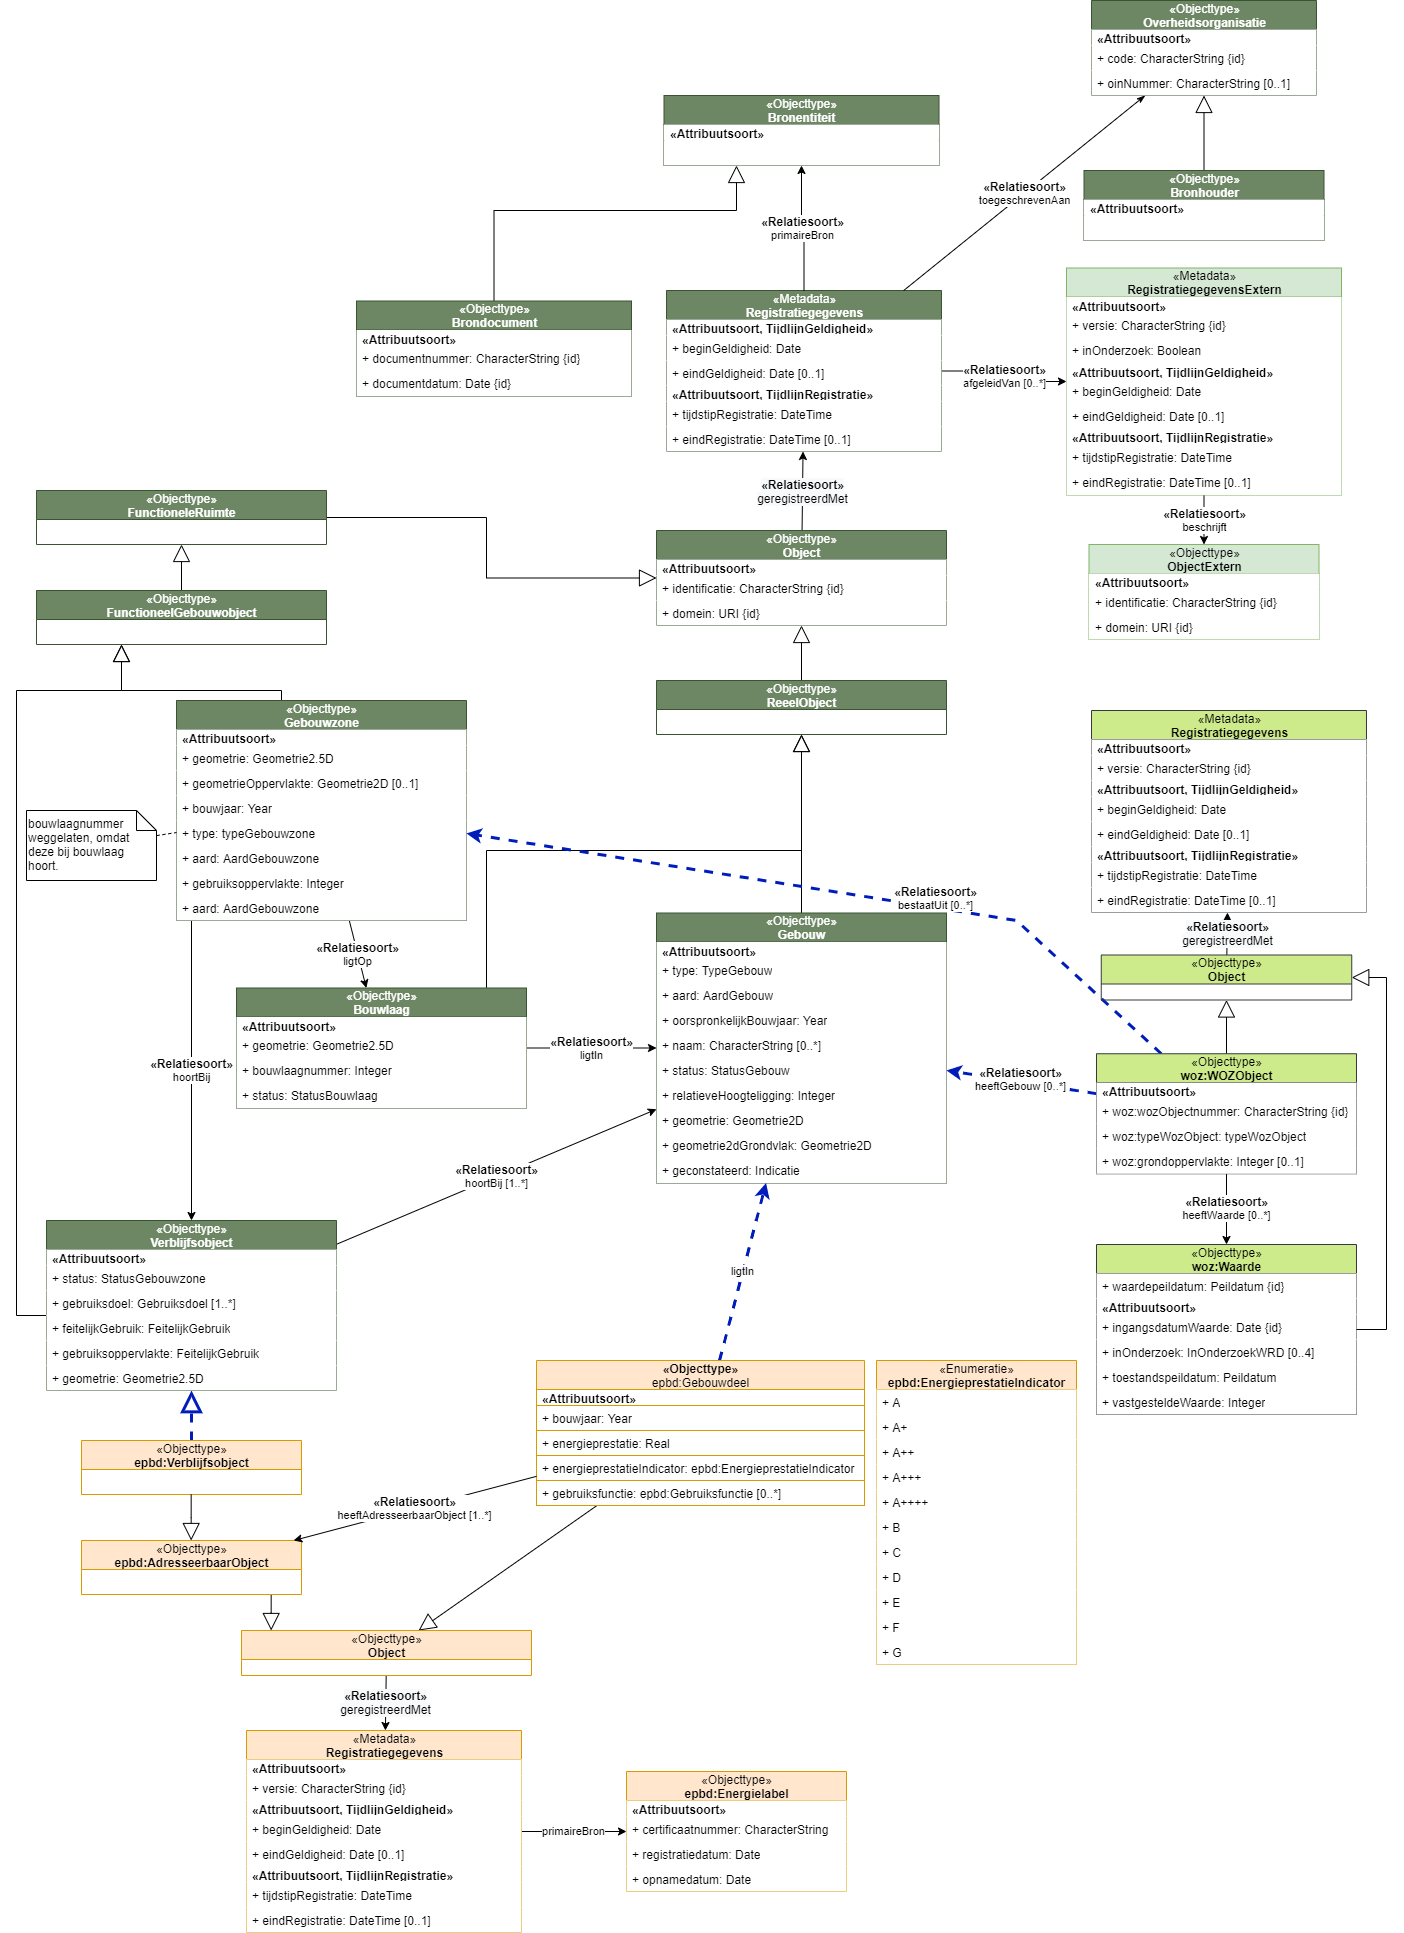 «Objecttype»
Overheidsorganisatie
«Attribuutsoort»
+ code: CharacterString {id}
+ oinNummer: CharacterString [0..1]
«Objecttype»
Bronentiteit
«Attribuutsoort»
«Objecttype»
Bronhouder
«Attribuutsoort»
«Relatiesoort»
toegeschrevenAan
«Relatiesoort»
primaireBron
«Objecttype»
Brondocument
«Attribuutsoort»
+ documentnummer: CharacterString {id}
+ documentdatum: Date {id}
«Metadata»
Registratiegegevens
«Attribuutsoort, TijdlijnGeldigheid»
+ beginGeldigheid: Date
+ eindGeldigheid: Date [0..1]
«Attribuutsoort, TijdlijnRegistratie»
+ tijdstipRegistratie: DateTime
+ eindRegistratie: DateTime [0..1]
«Relatiesoort»
afgeleidVan [0..*]
«Metadata»
RegistratiegegevensExtern
«Attribuutsoort»
+ versie: CharacterString {id}
+ inOnderzoek: Boolean
«Attribuutsoort, TijdlijnGeldigheid»
+ beginGeldigheid: Date
+ eindGeldigheid: Date [0..1]
«Attribuutsoort, TijdlijnRegistratie»
+ tijdstipRegistratie: DateTime
+ eindRegistratie: DateTime [0..1]
«Relatiesoort»
beschrijft
«Objecttype»
ObjectExtern
«Attribuutsoort»
+ identificatie: CharacterString {id}
+ domein: URI {id}
«Relatiesoort»
geregistreerdMet
«Objecttype»
FunctioneleRuimte
«Objecttype»
Object
«Attribuutsoort»
+ identificatie: CharacterString {id}
+ domein: URI {id}
«Objecttype»
FunctioneelGebouwobject
«Objecttype»
ReeelObject
«Objecttype»
Gebouwzone
«Attribuutsoort»
+ geometrie: Geometrie2.5D
+ geometrieOppervlakte: Geometrie2D [0..1]
+ bouwjaar: Year
+ type: typeGebouwzone
+ aard: AardGebouwzone
+ gebruiksoppervlakte: Integer
+ aard: AardGebouwzone
bouwlaagnummer
weggelaten, omdat
deze bij bouwlaag
hoort.
«Metadata»
Registratiegegevens
«Attribuutsoort»
+ versie: CharacterString {id}
«Attribuutsoort, TijdlijnGeldigheid»
+ beginGeldigheid: Date
+ eindGeldigheid: Date [0..1]
«Attribuutsoort, TijdlijnRegistratie»
+ tijdstipRegistratie: DateTime
+ eindRegistratie: DateTime [0..1]
«Relatiesoort»
bestaatUit [0..*]
«Relatiesoort»
geregistreerdMet
«Objecttype»
Object
«Relatiesoort»
ligtOp
«Objecttype»
Gebouw
«Attribuutsoort»
+ type: TypeGebouw
+ aard: AardGebouw
+ oorspronkelijkBouwjaar: Year
+ naam: CharacterString [0..*]
+ status: StatusGebouw
+ relatieveHoogteligging: Integer
+ geometrie: Geometrie2D
+ geometrie2dGrondvlak: Geometrie2D
+ geconstateerd: Indicatie
«Objecttype»
Bouwlaag
«Attribuutsoort»
+ geometrie: Geometrie2.5D
+ bouwlaagnummer: Integer
+ status: StatusBouwlaag
«Relatiesoort»
ligtIn
«Relatiesoort»
hoortBij
«Relatiesoort»
heeftGebouw [0..*]
«Objecttype»
woz:WOZObject
«Attribuutsoort»
+ woz:wozObjectnummer: CharacterString {id}
+ woz:typeWozObject: typeWozObject
+ woz:grondoppervlakte: Integer [0..1]
«Relatiesoort»
heeftWaarde [0..*]
«Relatiesoort»
hoortBij [1..*]
«Objecttype»
Verblijfsobject
«Attribuutsoort»
+ status: StatusGebouwzone
+ gebruiksdoel: Gebruiksdoel [1..*]
+ feitelijkGebruik: FeitelijkGebruik
+ gebruiksoppervlakte: FeitelijkGebruik
+ geometrie: Geometrie2.5D
ligtIn
«Objecttype»
woz:Waarde
+ waardepeildatum: Peildatum {id}
«Attribuutsoort»
+ ingangsdatumWaarde: Date {id}
+ inOnderzoek: InOnderzoekWRD [0..4]
+ toestandspeildatum: Peildatum
+ vastgesteldeWaarde: Integer
«Objecttype»
epbd:Gebouwdeel
«Attribuutsoort»
+ bouwjaar: Year
+ energieprestatie: Real
+ energieprestatieIndicator: epbd:EnergieprestatieIndicator
+ gebruiksfunctie: epbd:Gebruiksfunctie [0..*]
«Enumeratie»
epbd:EnergieprestatieIndicator
+ A
+ A+
+ A++
+ A+++
+ A++++
+ B
+ C
+ D
+ E
+ F
+ G
«Objecttype»
epbd:Verblijfsobject
«Relatiesoort»
heeftAdresseerbaarObject [1..*]
«Objecttype»
epbd:AdresseerbaarObject
«Objecttype»
Object
«Relatiesoort»
geregistreerdMet
«Metadata»
Registratiegegevens
«Attribuutsoort»
+ versie: CharacterString {id}
«Attribuutsoort, TijdlijnGeldigheid»
+ beginGeldigheid: Date
+ eindGeldigheid: Date [0..1]
«Attribuutsoort, TijdlijnRegistratie»
+ tijdstipRegistratie: DateTime
+ eindRegistratie: DateTime [0..1]
primaireBron
«Objecttype»
epbd:Energielabel
«Attribuutsoort»
+ certificaatnummer: CharacterString
+ registratiedatum: Date
+ opnamedatum: Date